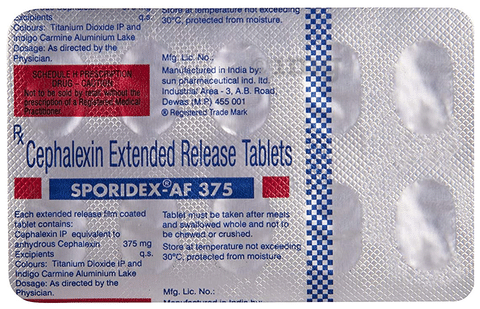 Excipients q.s.
Colours: Titanium Dioxide IP and
Indigo Carmine Aluminium Lake
Dosage: As directed by the
Physician.
Store at temperature not exceeding
30°C, protected from moisture.
SCHEDULE H PRESCRIPTION
DRUG - CAUTION
Not to be sold by retail without the
prescription of a Registered Medical
Practitioner.
Mfg. Lic. No.:
Manufactured in India by:
sun pharmaceutical ind. ltd.
Industrial Area - 3, A.B. Road,
Dewas (M.P.) 455 001
® Registered Trade Mark
Rx
Cephalexin Extended Release Tablets
SPORIDEX®-AF 375
Each extended release film coated
tablet contains:
Cephalexin IP equivalent to
anhydrous Cephalexin 375 mg
Excipients q.s.
Colours: Titanium Dioxide IP and
Indigo Carmine Aluminium Lake
Dosage: As directed by the
Physician.
Tablet must be taken after meals
and swallowed whole and not to
be chewed or crushed.
Store at temperature not exceeding
30°C, protected from moisture.
Mfg. Lic. No.:
Manufactured in India by: